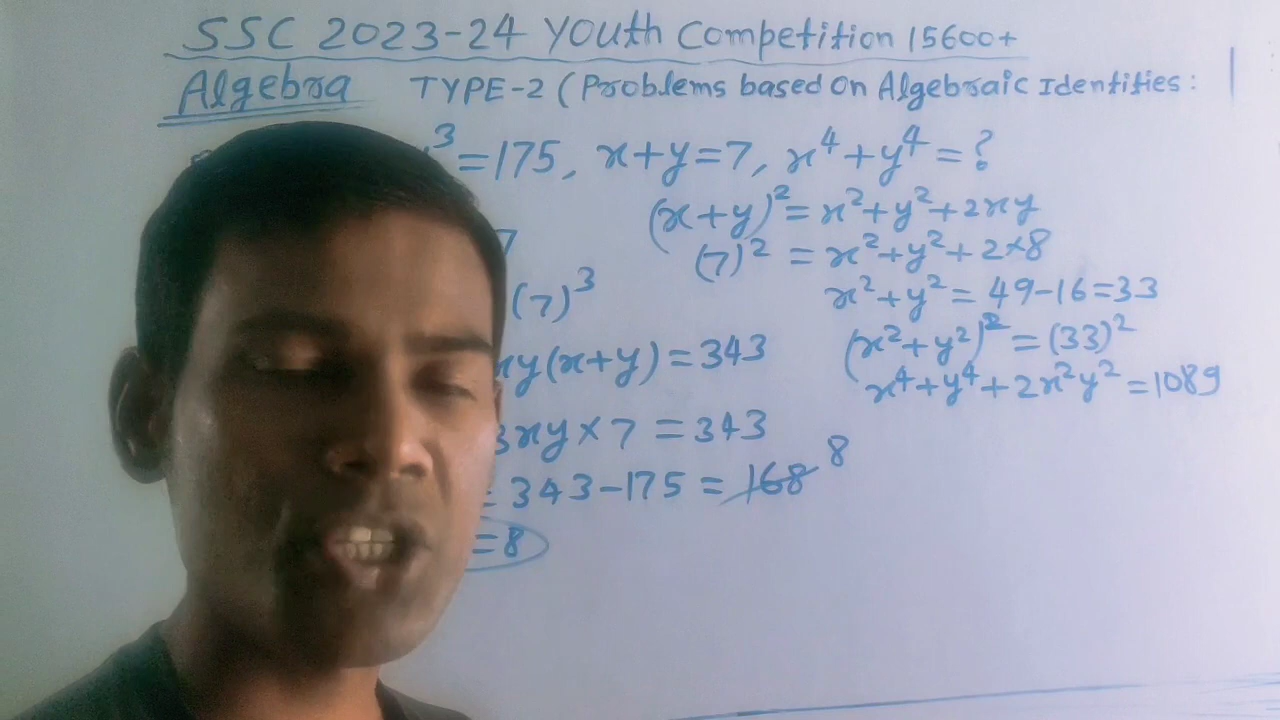 SSC 2023-24 Youth Competition 15600+
Algebra TYPE-2 (Problems based on Algebraic Identities:
³=175, x+y=7, x⁴+y⁴=?
7
(7)³
xy(x+y)=343
3xy×7=343
= 343-175 = 168 8
=8
(x+y)²=x²+y²+2xy
(7)² = x²+y²+2×8
x²+y²= 49-16=33
(x²+y²)²=(33)²
x⁴+y⁴+2x²y²=1089